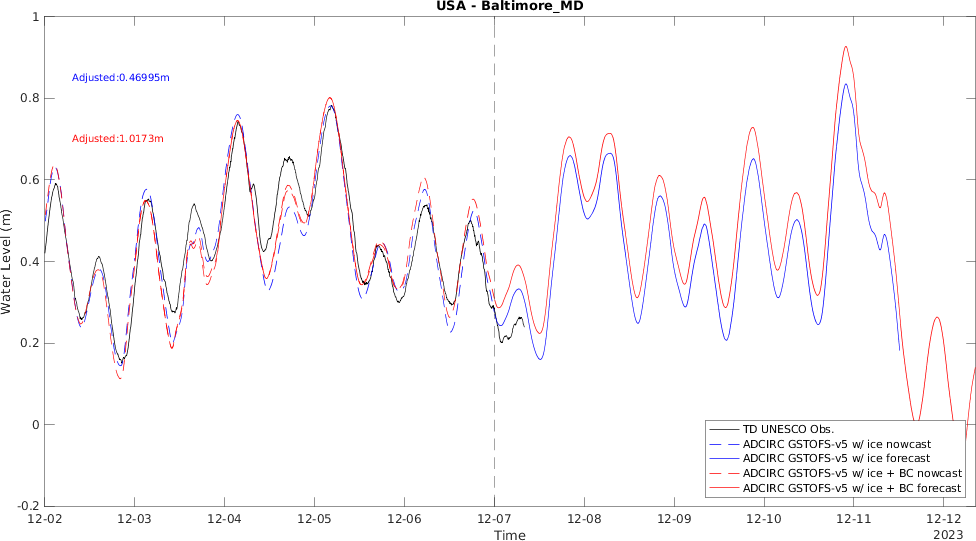 USA - Baltimore_MD
1
Adjusted:0.46995m
0.8
Adjusted:1.0173m
0.6
Water Level (m)
0.4
0.2
0
TD UNESCO Obs.
ADCIRC GSTOFS-v5 w/ ice nowcast
ADCIRC GSTOFS-v5 w/ ice forecast
ADCIRC GSTOFS-v5 w/ ice + BC nowcast
ADCIRC GSTOFS-v5 w/ ice + BC forecast
-0.2
12-02 12-03 12-04 12-05 12-06 12-07 12-08 12-09 12-10 12-11 12-12
Time 2023